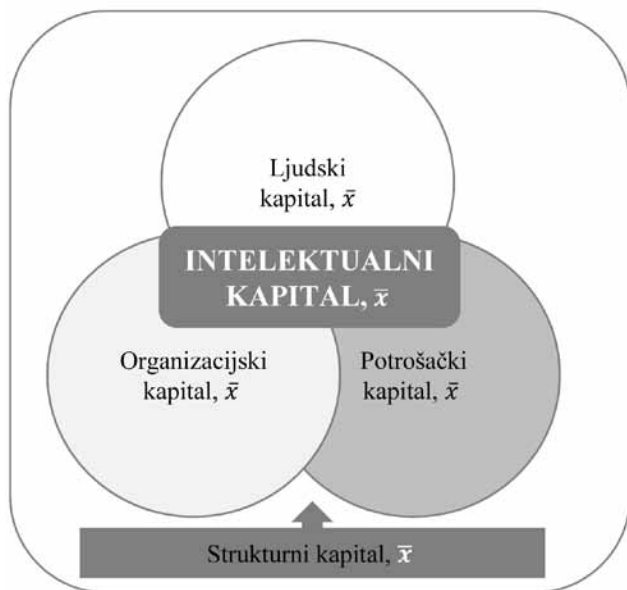 Ljudski
kapital, x̄
INTELEKTUALNI
KAPITAL, x̄
Organizacijski
kapital, x̄
Potrošački
kapital, x̄
Strukturni kapital, x̄